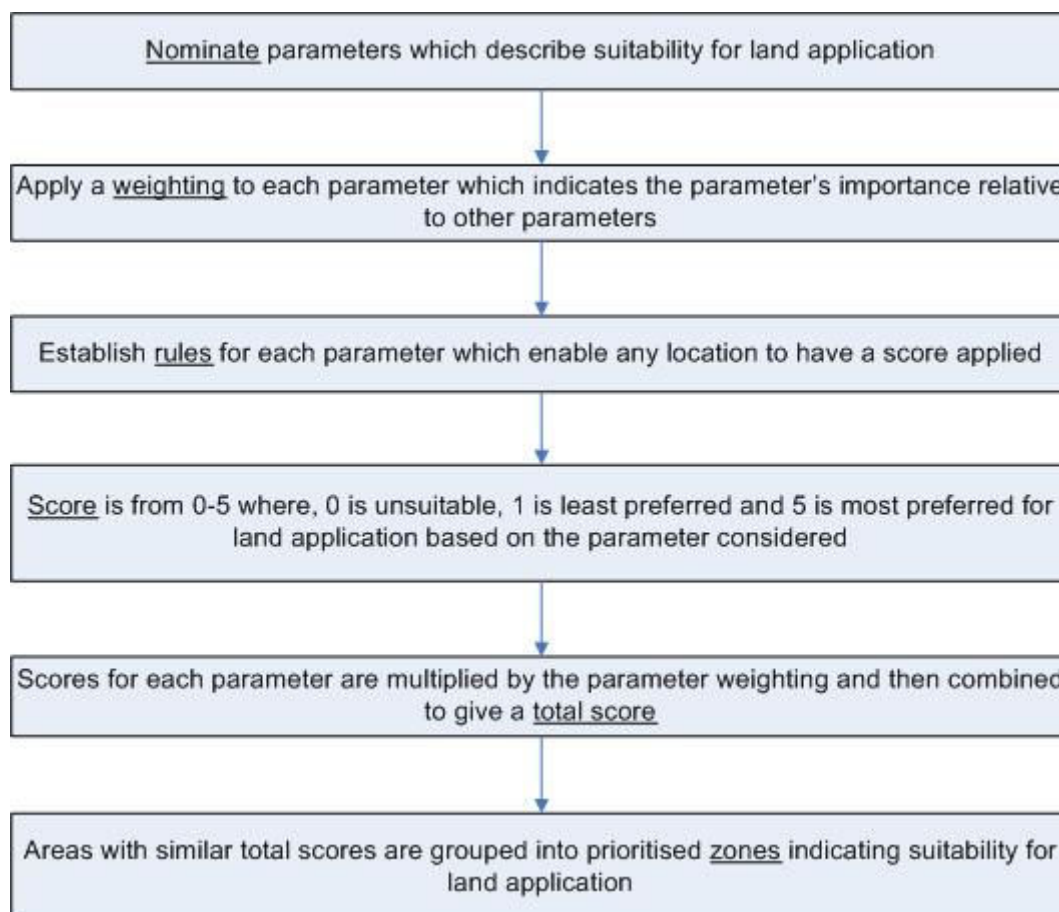 Nominate parameters which describe suitability for land application
Apply a weighting to each parameter which indicates the parameter's importance relative
to other parameters
Establish rules for each parameter which enable any location to have a score applied
Score is from 0-5 where, 0 is unsuitable, 1 is least preferred and 5 is most preferred for
land application based on the parameter considered
Scores for each parameter are multiplied by the parameter weighting and then combined
to give a total score
Areas with similar total scores are grouped into prioritised zones indicating suitability for
land application